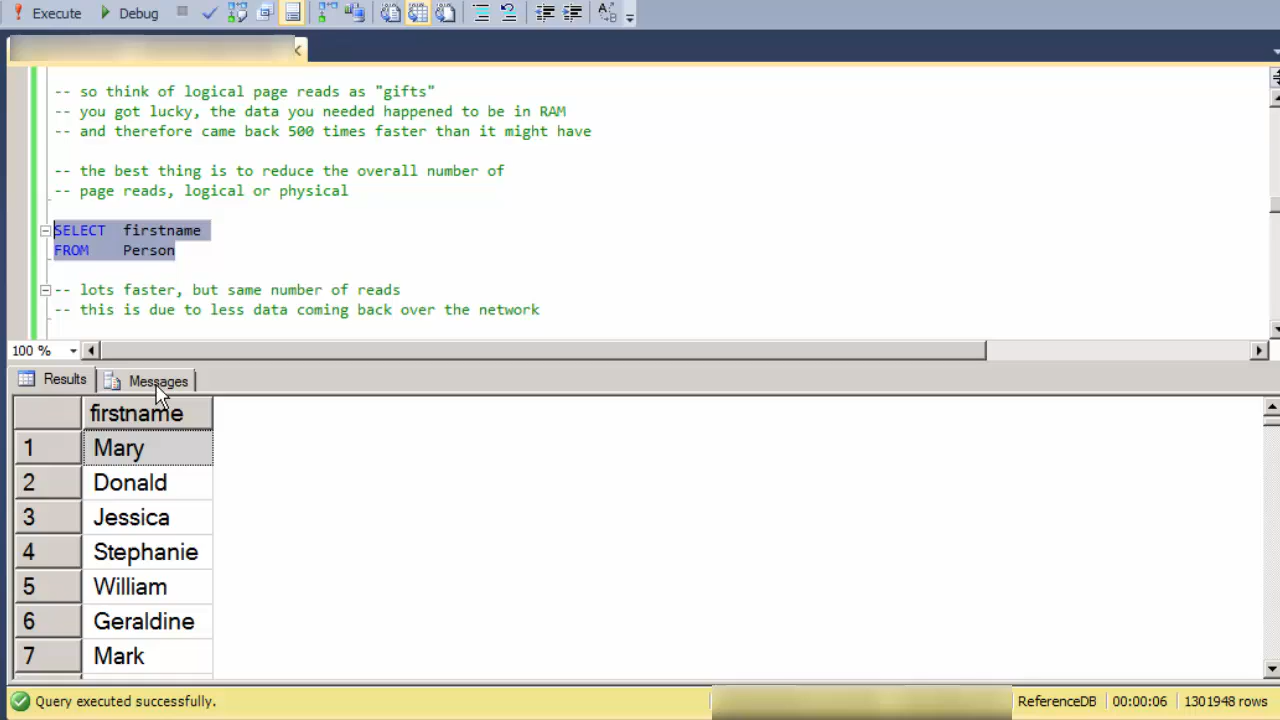 Execute Debug
-- so think of logical page reads as "gifts"
-- you got lucky, the data you needed happened to be in RAM
-- and therefore came back 500 times faster than it might have
-- the best thing is to reduce the overall number of
-- page reads, logical or physical
SELECT firstname
FROM Person
-- lots faster, but same number of reads
-- this is due to less data coming back over the network
100 %
Results Messages
firstname
1 Mary
2 Donald
3 Jessica
4 Stephanie
5 William
6 Geraldine
7 Mark
Query executed successfully. ReferenceDB 00:00:06 1301948 rows